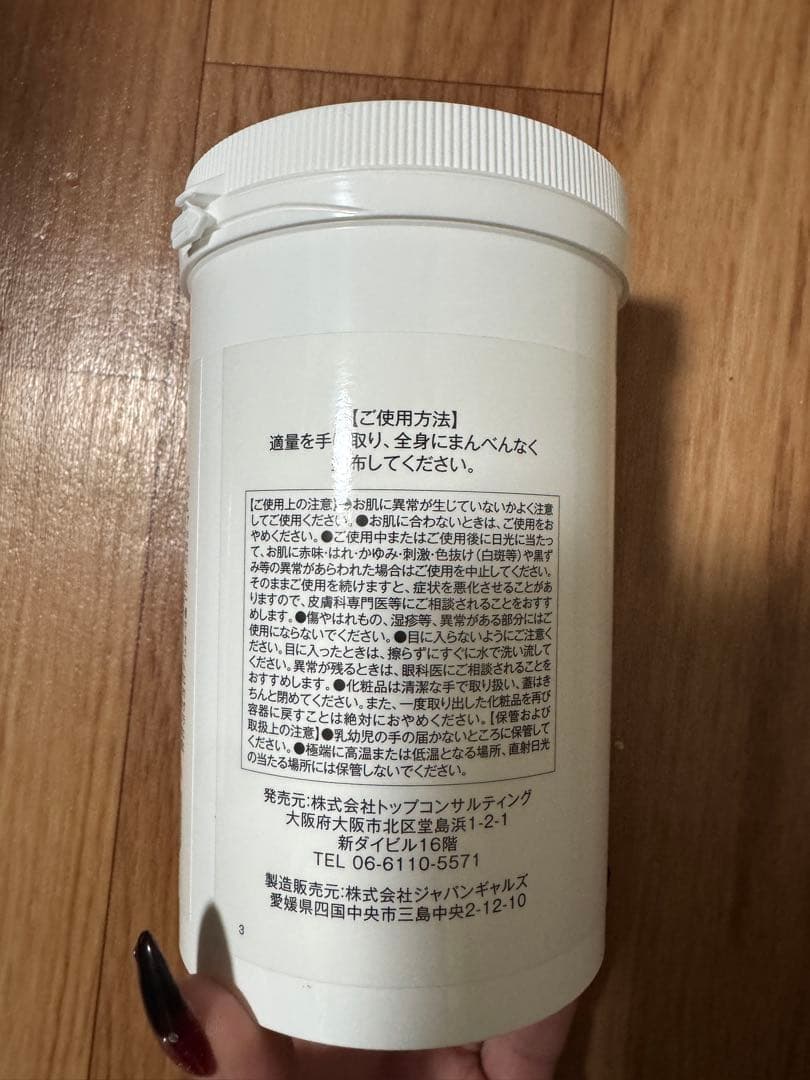 【ご使用方法】
適量を手に取り、全身にまんべんなく
塗布してください。
【ご使用上の注意】●お肌に異常が生じていないかよく注意
してご使用ください。●お肌に合わないときは、ご使用をお
やめください。●ご使用中またはご使用後に日光に当たっ
て、お肌に赤味・はれ・かゆみ・刺激・色抜け(白斑等)や黒ず
み等の異常があらわれた場合はご使用を中止してください。
そのままご使用を続けますと、症状を悪化させることがあ
りますので、皮膚科専門医等にご相談されることをおすす
めします。●傷やはれもの、湿疹等、異常がある部分にはご
使用にならないでください。●目に入らないようにご注意く
ださい。目に入ったときは、擦らずにすぐに水で洗い流して
ください。異常が残るときは、眼科医にご相談されることを
おすすめします。●化粧品は清潔な手で取り扱い、蓋はき
ちんと閉めてください。また、一度取り出した化粧品を再び
容器に戻すことは絶対におやめください。【保管および
取扱上の注意】●乳幼児の手の届かないところに保管して
ください。●極端に高温または低温となる場所、直射日光
の当たる場所には保管しないでください。
発売元:株式会社トップコンサルティング
大阪府大阪市北区堂島浜1-2-1
新ダイビル16階
TEL 06-6110-5571
製造販売元:株式会社ジャパンギャルズ
愛媛県四国中央市三島中央2-12-10
3